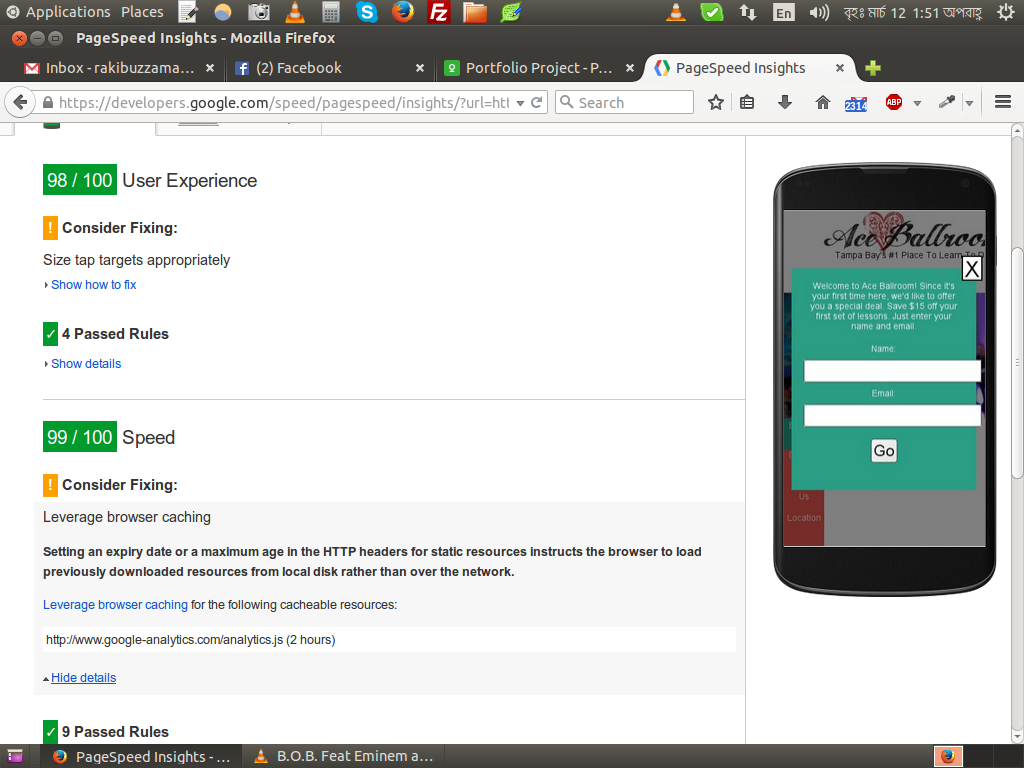 Applications Places
En
বৃহঃ মার্চ 12 1:51 অপরাহ্ণ
PageSpeed Insights - Mozilla Firefox
Inbox - rakibuzzama...
(2) Facebook
Portfolio Project - P...
PageSpeed Insights
https://developers.google.com/speed/pagespeed/insights/?url=htt
Search
2314
ABP
98 / 100 User Experience
! Consider Fixing:
Size tap targets appropriately
Show how to fix
✓ 4 Passed Rules
Show details
99 / 100 Speed
! Consider Fixing:
Leverage browser caching
Setting an expiry date or a maximum age in the HTTP headers for static resources instructs the browser to load
previously downloaded resources from local disk rather than over the network.
Leverage browser caching for the following cacheable resources:
http://www.google-analytics.com/analytics.js (2 hours)
Hide details
✓ 9 Passed Rules
Ace Ballroo
Tampa Bay's #1 Place To Learn To D
X
Welcome to Ace Ballroom! Since it's
your first time here, we'd like to offer
you a special deal. Save $15 off your
first set of lessons. Just enter your
name and email.
Name:
Email:
Go
Us
Location
PageSpeed Insights - ...
B.O.B. Feat Eminem a...